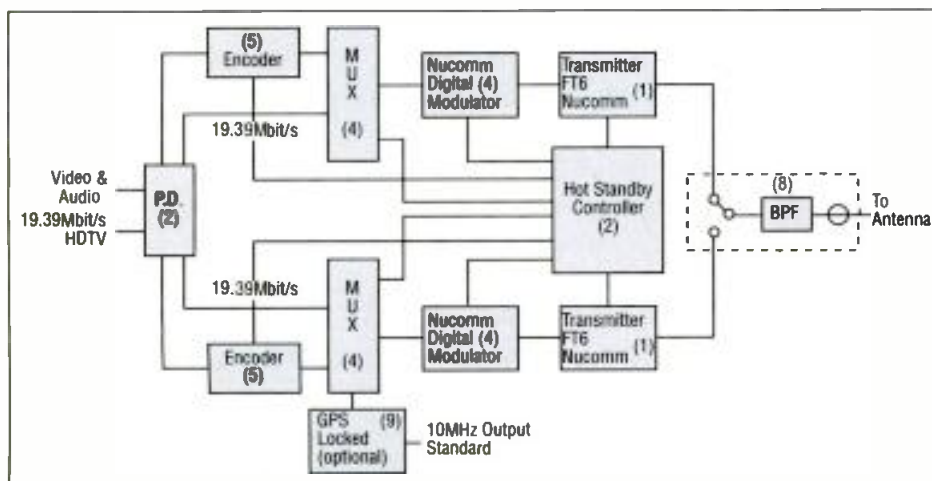 (5)
Encoder
M
U
X
(4)
Nucomm
Digital (4)
Modulator
Transmitter
FT6 (1)
Nucomm
19.39Mbit/s
Video &
Audio
19.39Mbit/s
HDTV
P.D.
(2)
Hot Standby
Controller
(2)
(8)
BPF
To
Antenna
19.39Mbit/s
M
U
X
(4)
Encoder
(5)
Nucomm
Digital (4)
Modulator
Transmitter
FT6 (1)
Nucomm
GPS (9)
Locked
(optional)
10MHz Output
Standard